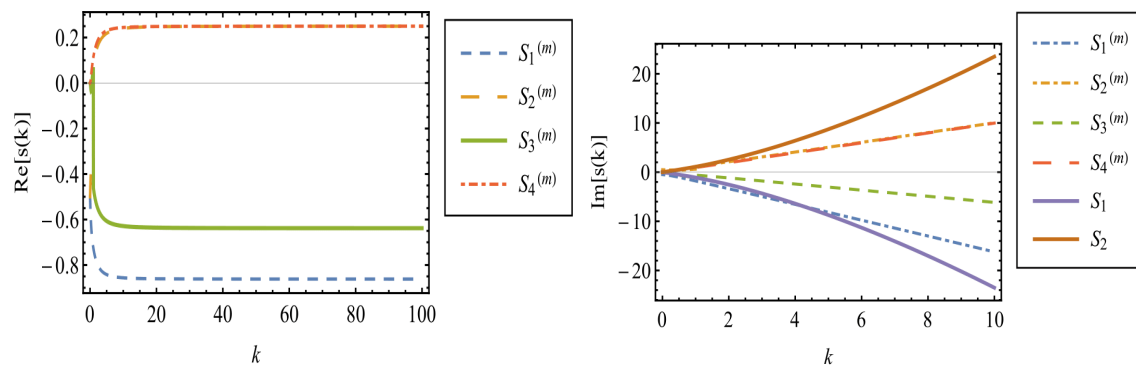 Re[s(k)]
0.2
0.0
−0.2
−0.4
−0.6
−0.8
0 20 40 60 80 100
k
S₁⁽ᵐ⁾
S₂⁽ᵐ⁾
S₃⁽ᵐ⁾
S₄⁽ᵐ⁾
Im[s(k)]
20
10
0
−10
−20
0 2 4 6 8 10
k
S₁⁽ᵐ⁾
S₂⁽ᵐ⁾
S₃⁽ᵐ⁾
S₄⁽ᵐ⁾
S₁
S₂